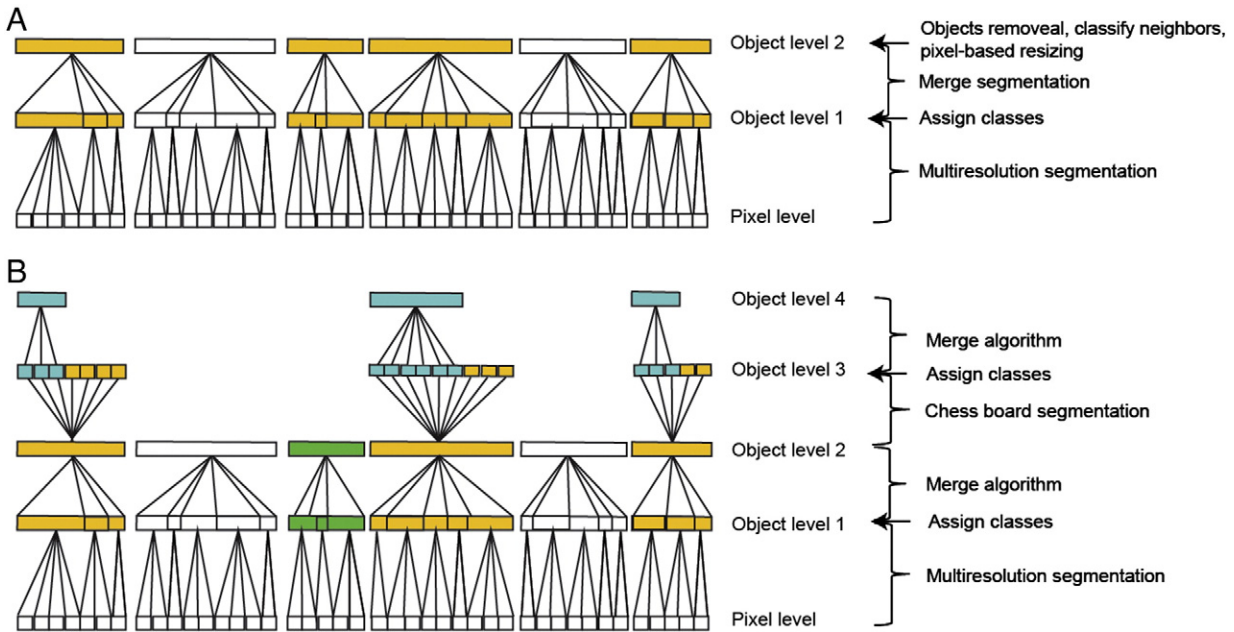 A
Object level 2
Objects removeal, classify neighbors,
pixel-based resizing
Merge segmentation
Object level 1
Assign classes
Multiresolution segmentation
Pixel level
B
Object level 4
Merge algorithm
Object level 3
Assign classes
Chess board segmentation
Object level 2
Merge algorithm
Object level 1
Assign classes
Multiresolution segmentation
Pixel level